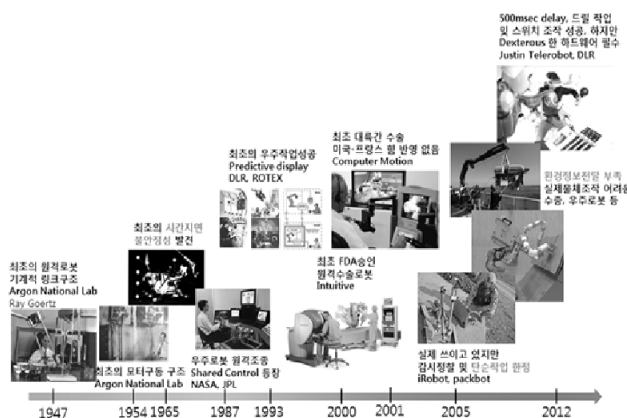 500msec delay, 드릴 작업
및 스위치 조작 성공, 하지만
Dexterous 한 하드웨어 필수
Justin Telerobot, DLR
최초 대륙간 수술
미국-프랑스 힘 반영 없음
Computer Motion
최초의 우주작업성공
Predictive display
DLR, ROTEX
환경정보전달 부족
실제물체조작 어려움
수중, 우주로봇 등
최초의 시간지연
불안정성 발견
최초의 원격로봇
기계적 링크구조
Argon National Lab
Ray Goertz
최초 FDA승인
원격수술로봇
Intuitive
최초의 모터구동 구조
Argon National Lab
우주로봇 원격조종
Shared Control 등장
NASA, JPL
실제 쓰이고 있지만
감시정찰 및 단순작업 한정
iRobot, packbot
1947
1954
1965
1987
1993
2000
2001
2005
2012